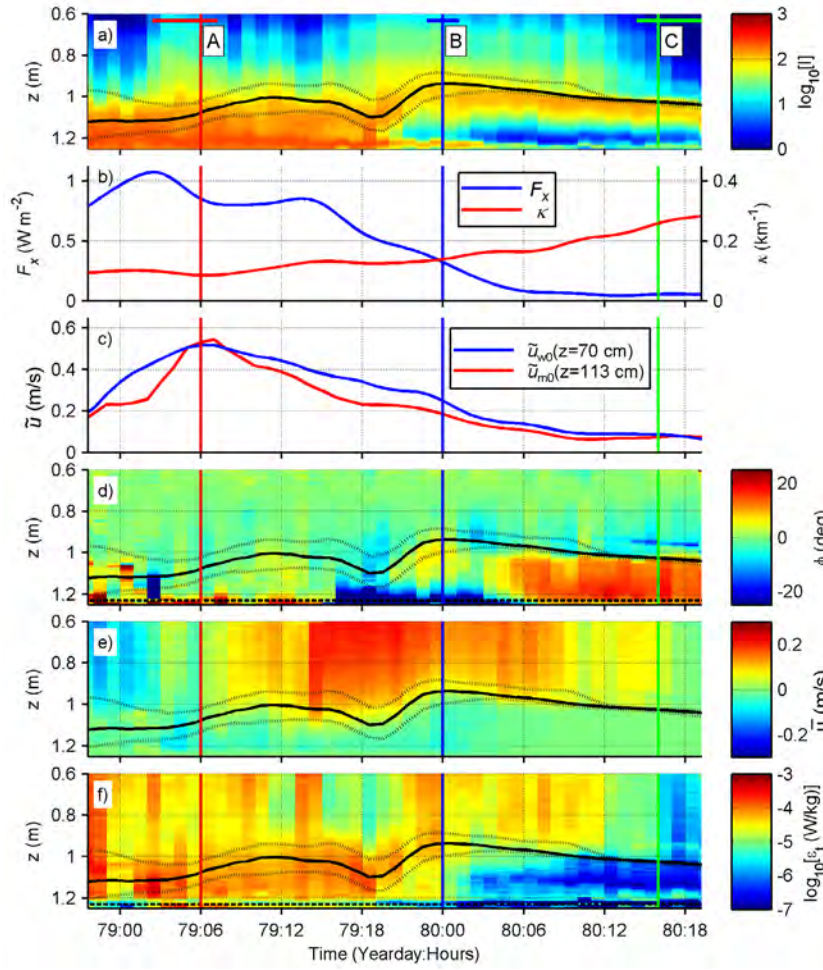 a)
A
B
C
0.6
0.8
1.0
1.2
z (m)
3
2
1
0
log10[I]
b)
1
0.5
0
Fx (W m-2)
Fx
κ
0.4
0.2
0
κ (km-1)
c)
0.6
0.4
0.2
0
ũ (m/s)
ũw0(z=70 cm)
ũm0(z=113 cm)
d)
0.6
0.8
1.0
1.2
z (m)
20
0
-20
ϕ (deg)
e)
0.6
0.8
1.0
1.2
z (m)
0.2
0
-0.2
u̅ (m/s)
f)
0.6
0.8
1.0
1.2
z (m)
-3
-4
-5
-6
-7
log10[εt (W/kg)]
79:00 79:06 79:12 79:18 80:00 80:06 80:12 80:18
Time (Yearday:Hours)